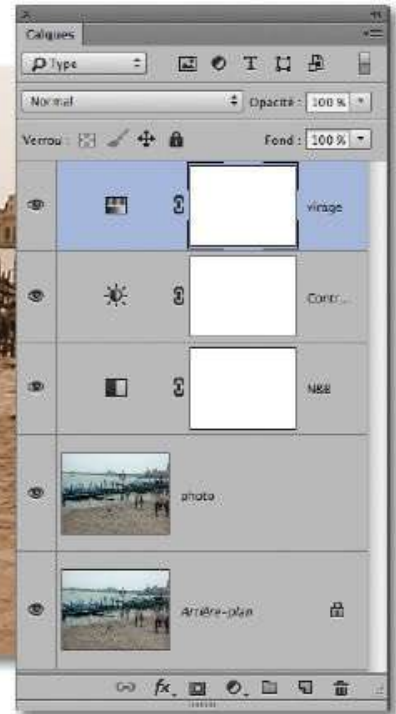 Calques
Type
Normal Opacité : 100 %
Verrou : Fond : 100 %
virage
Contr...
N&B
photo
Arrière-plan